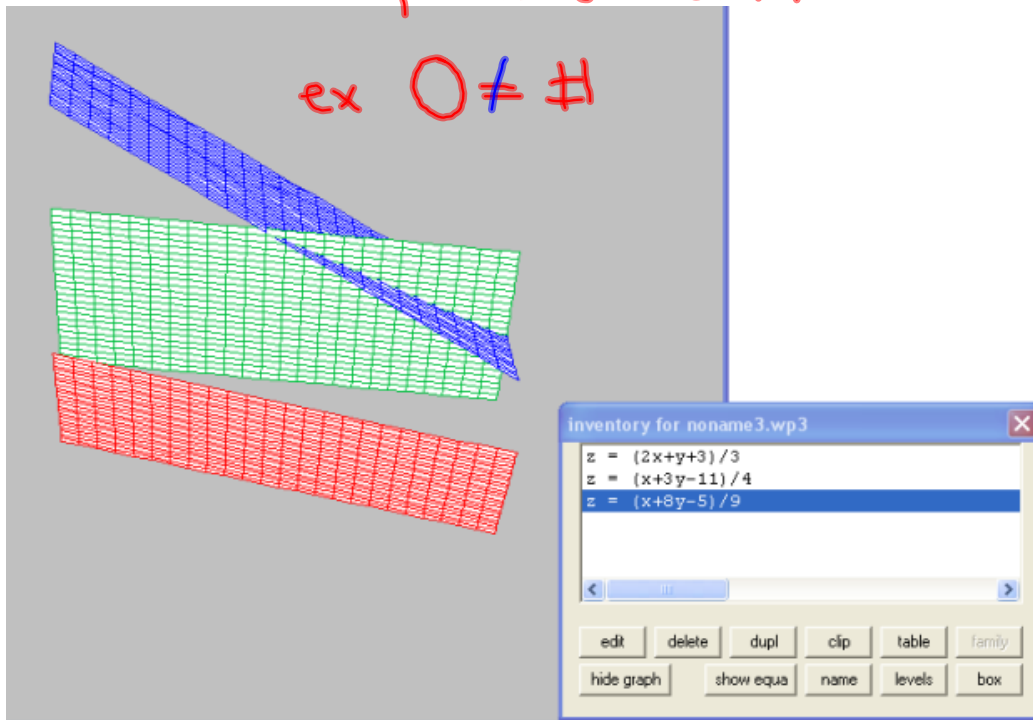 ex 0 ≠ #
inventory for noname3.wp3
z = (2x+y+3)/3
z = (x+3y-11)/4
z = (x+8y-5)/9
edit delete dupl clip table family
hide graph show equa name levels box